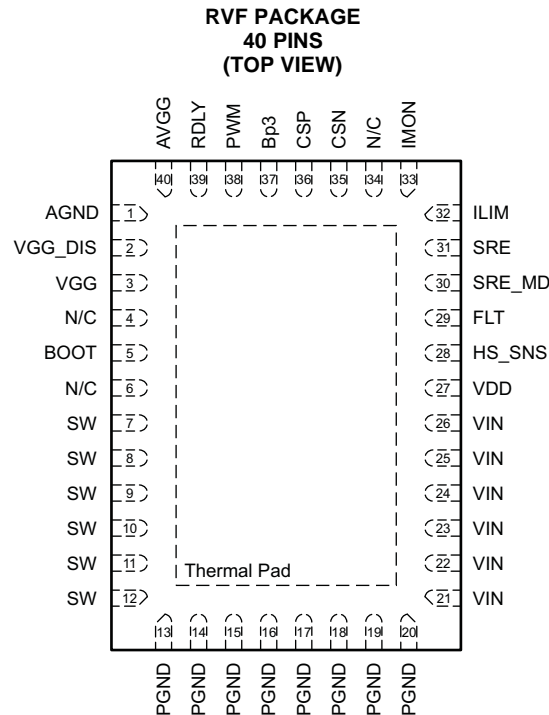 RVF PACKAGE
40 PINS
(TOP VIEW)
AVGG
RDLY
PWM
Bp3
CSP
CSN
N/C
IMON
40 39 38 37 36 35 34 33
AGND 1 32 ILIM
VGG_DIS 2 31 SRE
VGG 3 30 SRE_MD
N/C 4 29 FLT
BOOT 5 28 HS_SNS
N/C 6 27 VDD
SW 7 26 VIN
SW 8 25 VIN
SW 9 24 VIN
SW 10 23 VIN
SW 11 22 VIN
Thermal Pad
SW 12 21 VIN
13 14 15 16 17 18 19 20
PGND
PGND
PGND
PGND
PGND
PGND
PGND
PGND